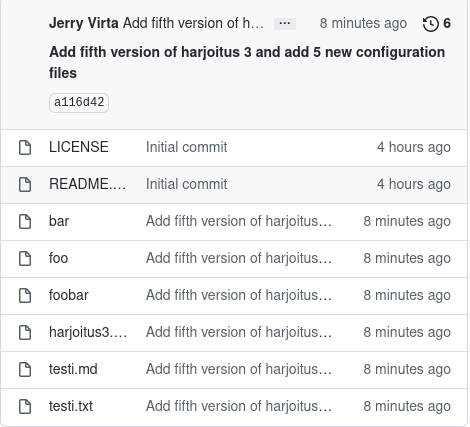 Jerry Virta Add fifth version of h... ... 8 minutes ago 6
Add fifth version of harjoitus 3 and add 5 new configuration
files
a116d42
LICENSE Initial commit 4 hours ago
README.... Initial commit 4 hours ago
bar Add fifth version of harjoitus... 8 minutes ago
foo Add fifth version of harjoitus... 8 minutes ago
foobar Add fifth version of harjoitus... 8 minutes ago
harjoitus3.... Add fifth version of harjoitus... 8 minutes ago
testi.md Add fifth version of harjoitus... 8 minutes ago
testi.txt Add fifth version of harjoitus... 8 minutes ago